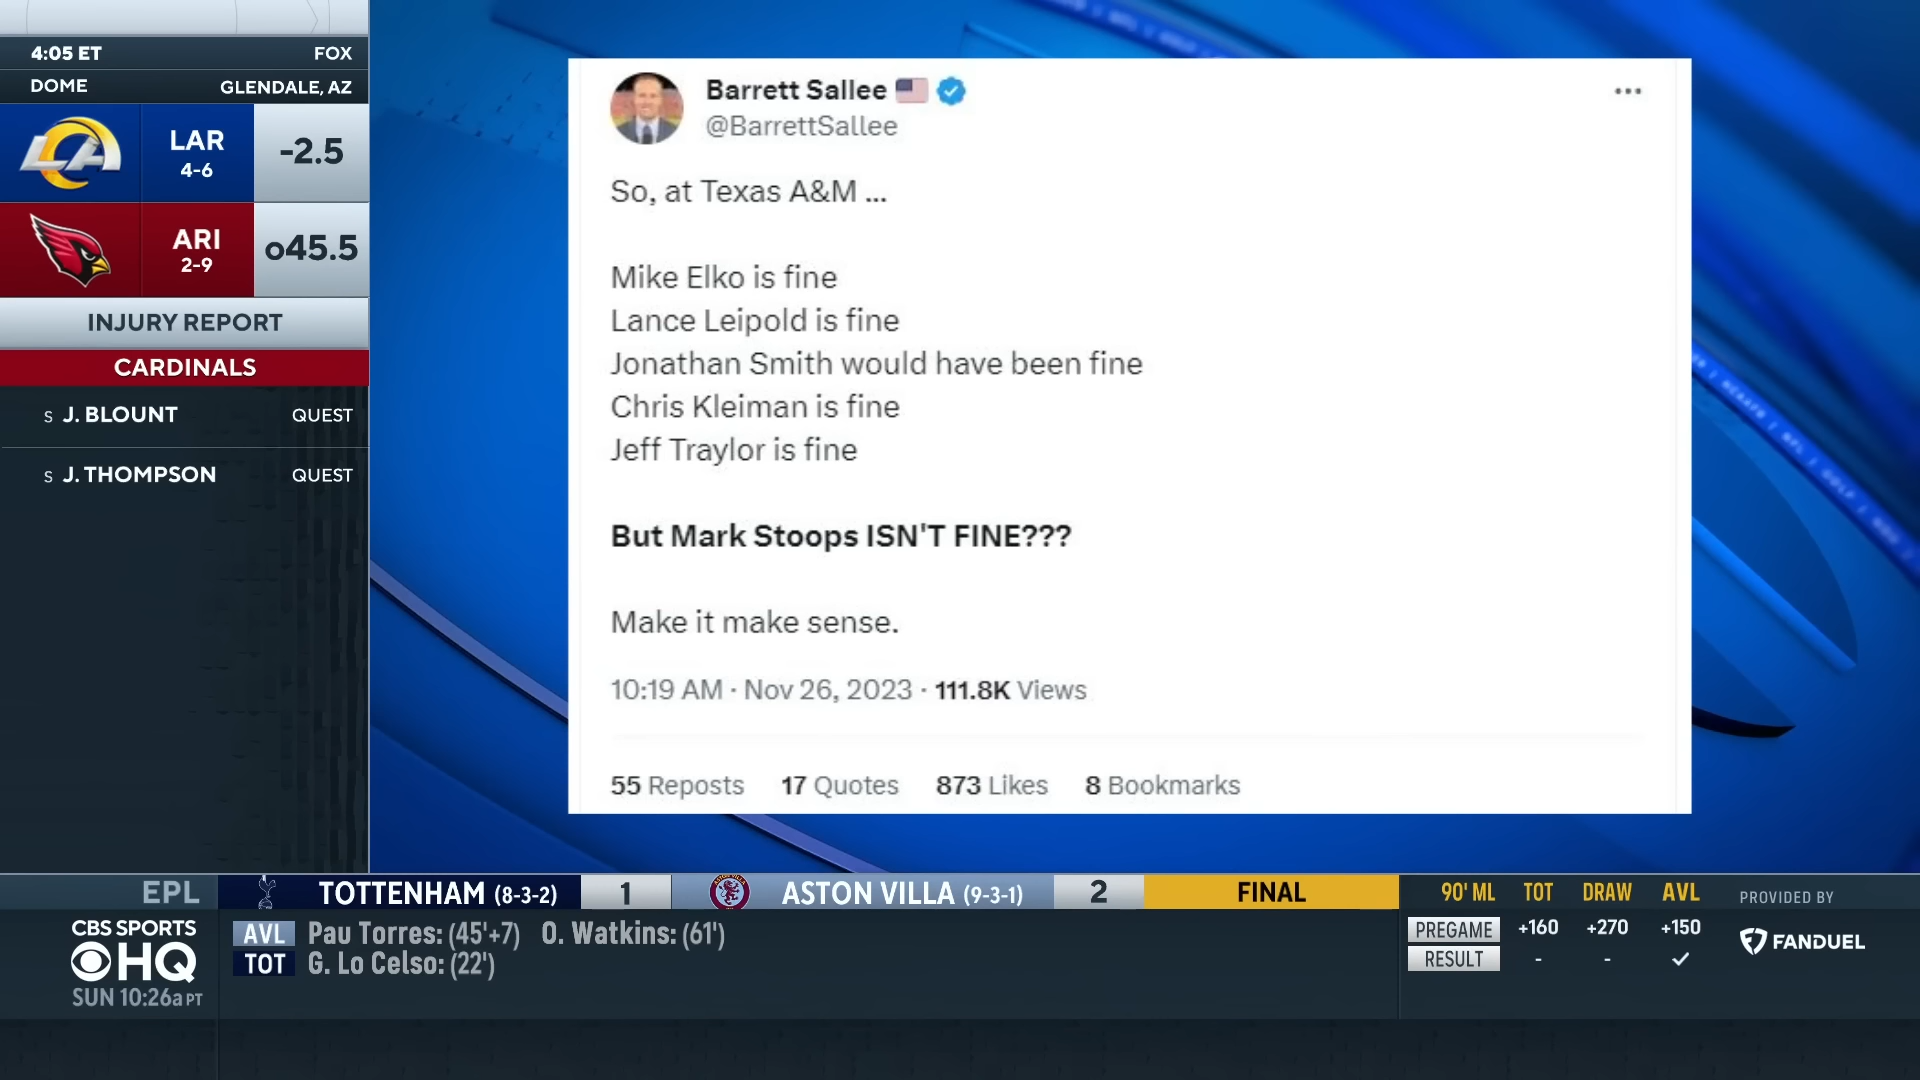 4:05 ET FOX
DOME GLENDALE, AZ
LA LAR 4-6 -2.5
ARI 2-9 o45.5
INJURY REPORT
CARDINALS
S J. BLOUNT QUEST
S J. THOMPSON QUEST
Barrett Sallee
@BarrettSallee
So, at Texas A&M ...
Mike Elko is fine
Lance Leipold is fine
Jonathan Smith would have been fine
Chris Kleiman is fine
Jeff Traylor is fine
But Mark Stoops ISN'T FINE???
Make it make sense.
10:19 AM · Nov 26, 2023 · 111.8K Views
55 Reposts 17 Quotes 873 Likes 8 Bookmarks
EPL TOTTENHAM (8-3-2) 1 ASTON VILLA (9-3-1) 2 FINAL
CBS SPORTS
HQ
SUN 10:26a PT
AVL Pau Torres: (45'+7) O. Watkins: (61')
TOT G. Lo Celso: (22')
90' ML TOT DRAW AVL
PREGAME +160 +270 +150
RESULT - -
PROVIDED BY
FANDUEL